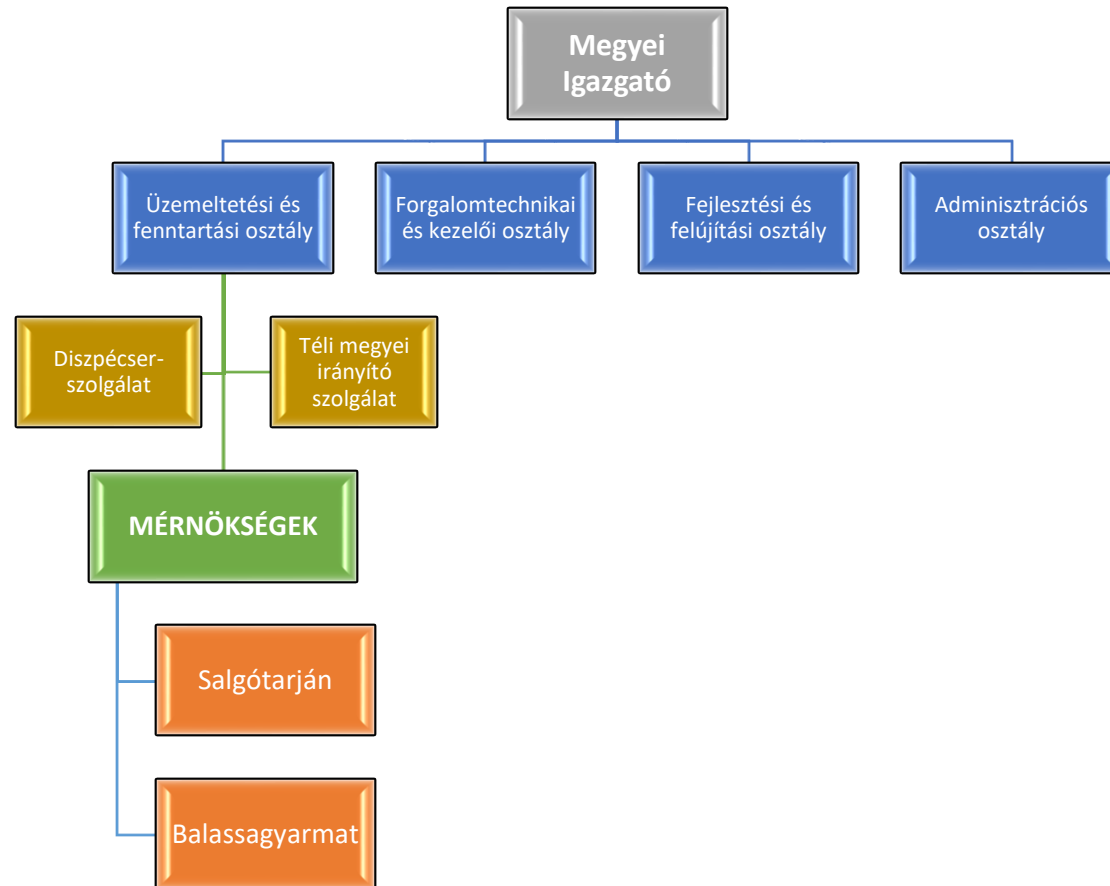 Megyei
Igazgató
Üzemeltetési és
fenntartási osztály
Forgalomtechnikai
és kezelői osztály
Fejlesztési és
felújítási osztály
Adminisztrációs
osztály
Diszpécser-
szolgálat
Téli megyei
irányító
szolgálat
MÉRNÖKSÉGEK
Salgótarján
Balassagyarmat